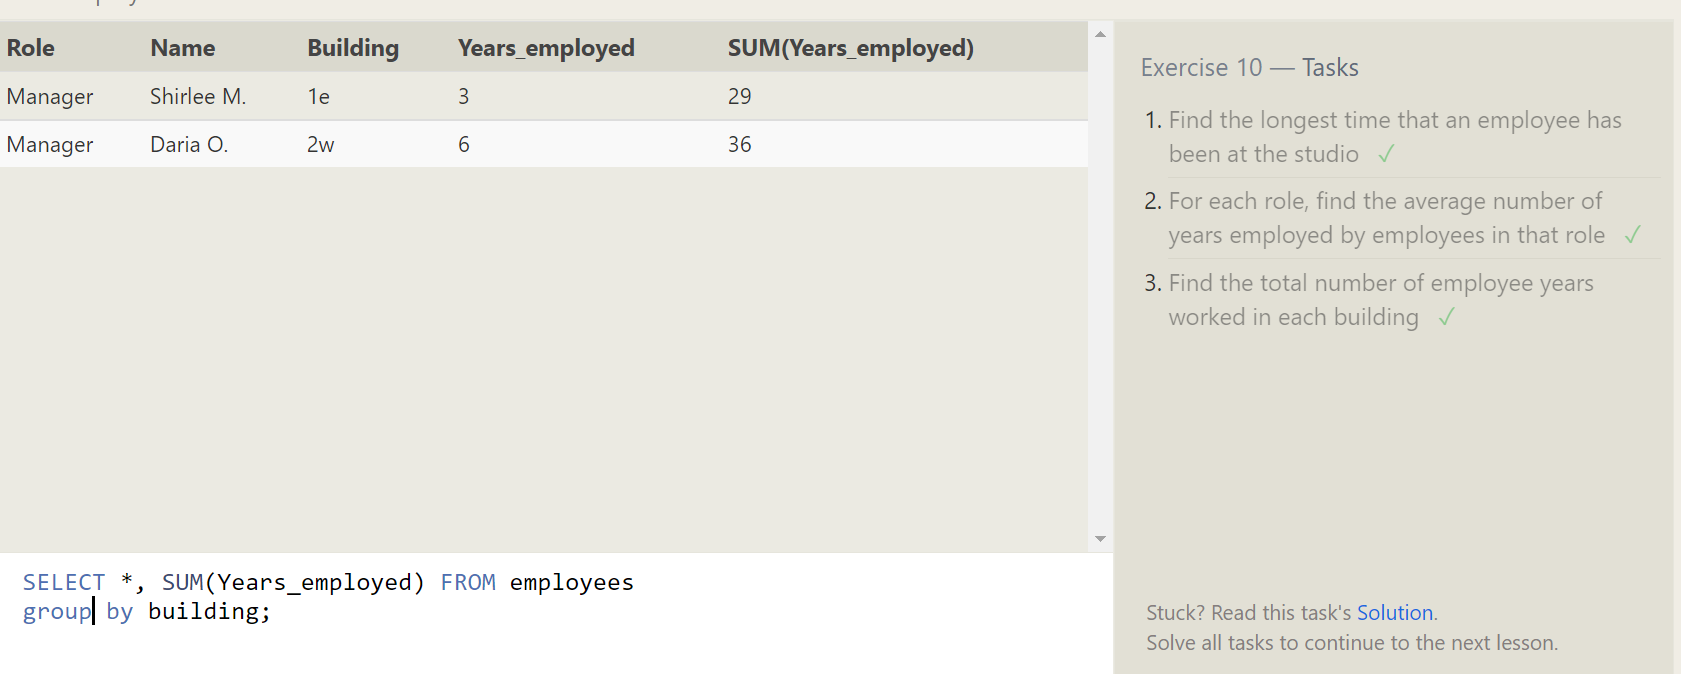 Role Name Building Years_employed SUM(Years_employed)
Manager Shirlee M. 1e 3 29
Manager Daria O. 2w 6 36
SELECT *, SUM(Years_employed) FROM employees
group by building;
Exercise 10 — Tasks
1. Find the longest time that an employee has
been at the studio ✓
2. For each role, find the average number of
years employed by employees in that role ✓
3. Find the total number of employee years
worked in each building ✓
Stuck? Read this task's Solution.
Solve all tasks to continue to the next lesson.